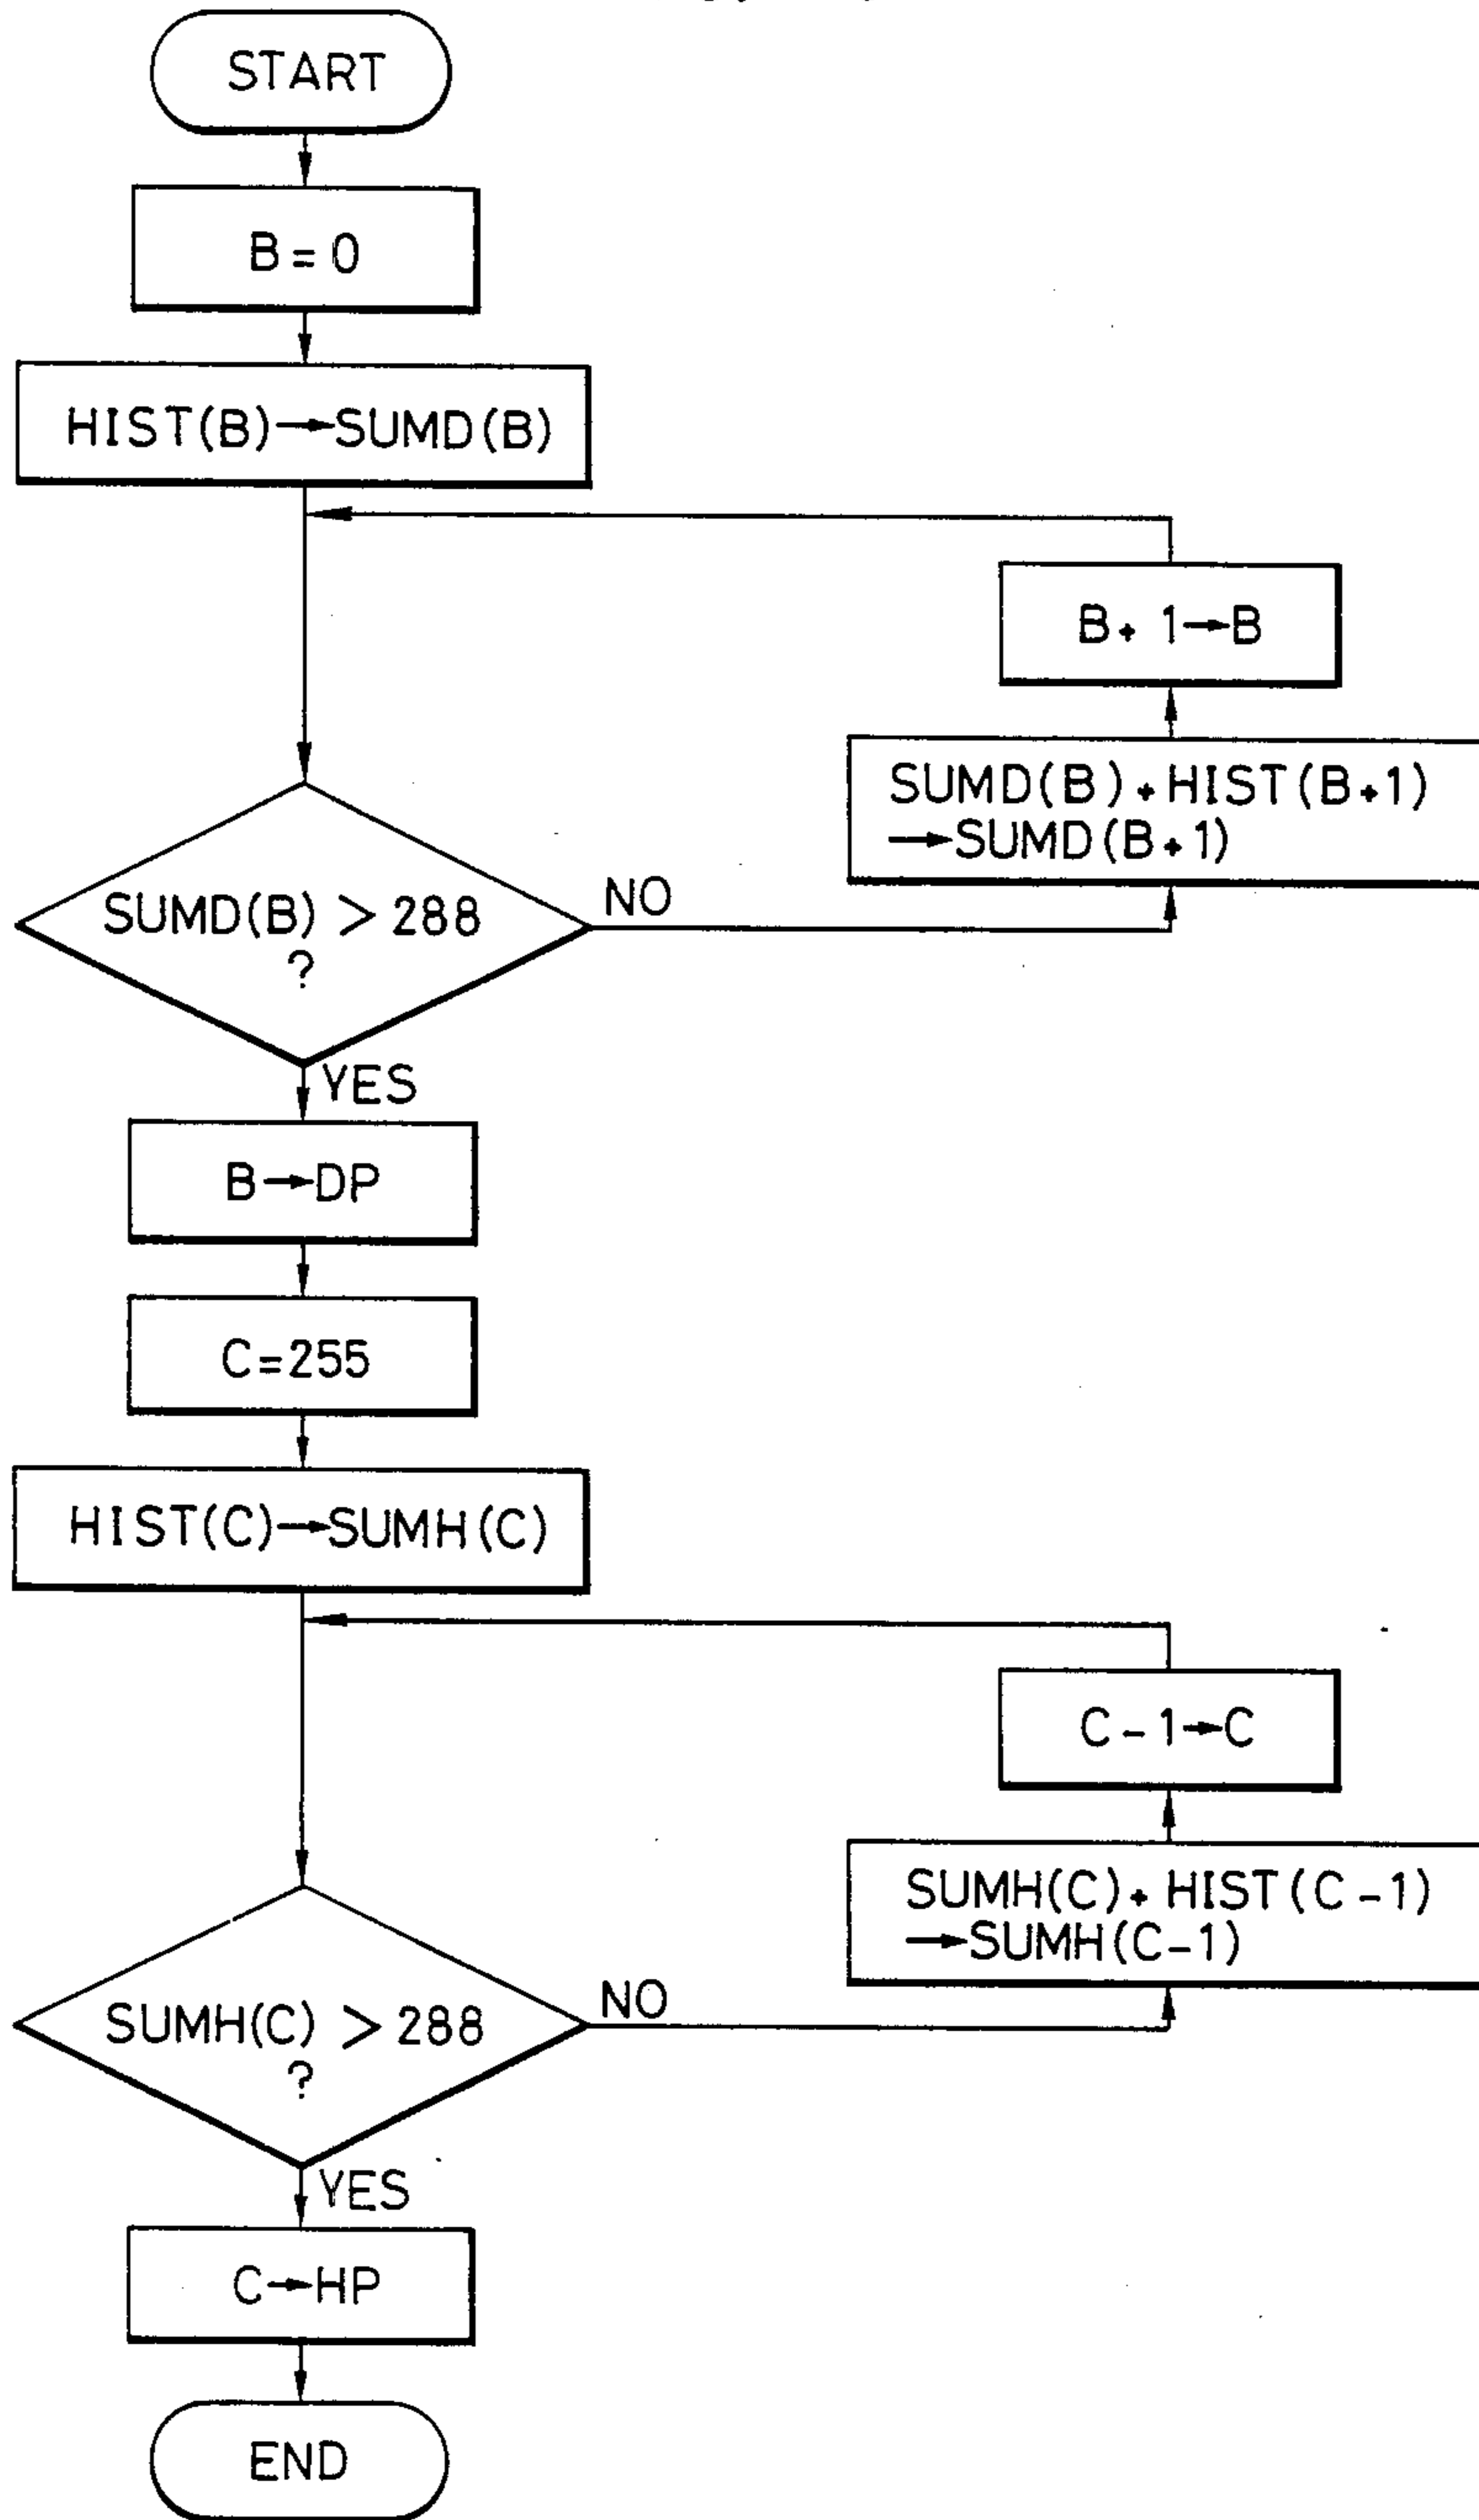 START
B=0
HIST(B)→SUMD(B)
B+1→B
SUMD(B)+HIST(B+1)
→SUMD(B+1)
SUMD(B) > 288
?
NO
YES
B→DP
C=255
HIST(C)→SUMH(C)
C-1→C
SUMH(C)+HIST(C-1)
→SUMH(C-1)
SUMH(C) > 288
?
NO
YES
C→HP
END